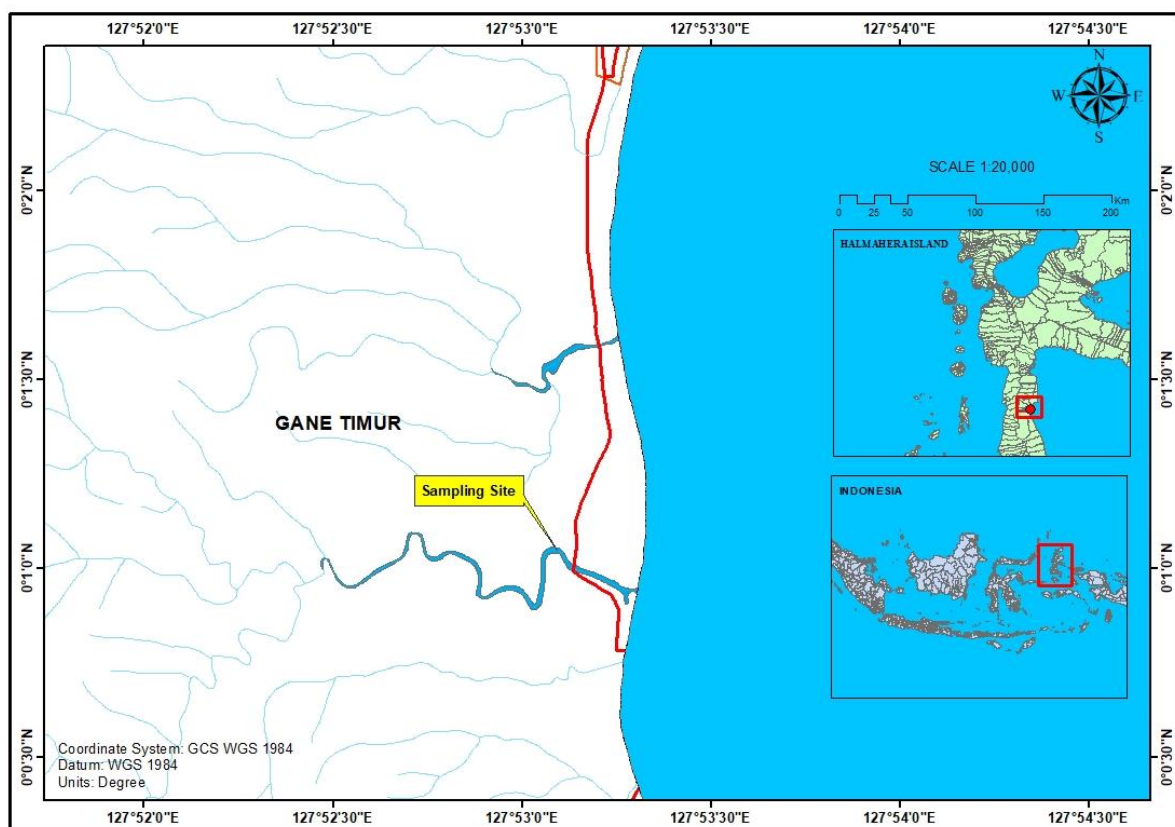 127°52'0"E 127°52'30"E 127°53'0"E 127°53'30"E 127°54'0"E 127°54'30"E
N
W E
S
0°2'0"N 0°2'0"N
SCALE 1:20,000
0 25 50 100 150 200 Km
HALMAHERA ISLAND
0°1'30"N 0°1'30"N
GANE TIMUR
Sampling Site
INDONESIA
0°1'0"N 0°1'0"N
0°0'30"N 0°0'30"N
Coordinate System: GCS WGS 1984
Datum: WGS 1984
Units: Degree
127°52'0"E 127°52'30"E 127°53'0"E 127°53'30"E 127°54'0"E 127°54'30"E